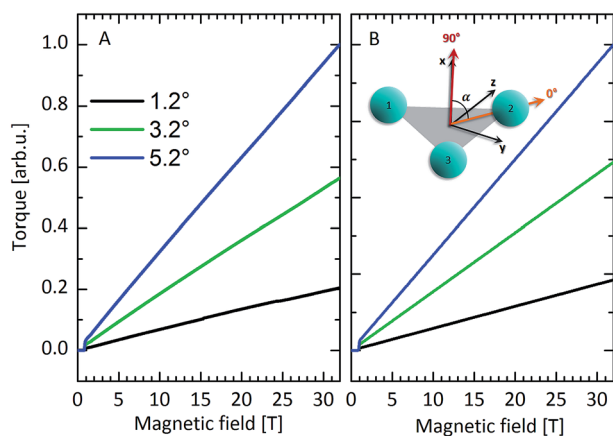 A
B
1.2°
3.2°
5.2°
90°
x
z
0°
α
1
2
3
y
Torque [arb.u.]
1.0
0.8
0.6
0.4
0.2
0.0
0 5 10 15 20 25 30
0 5 10 15 20 25 30
Magnetic field [T]
Magnetic field [T]